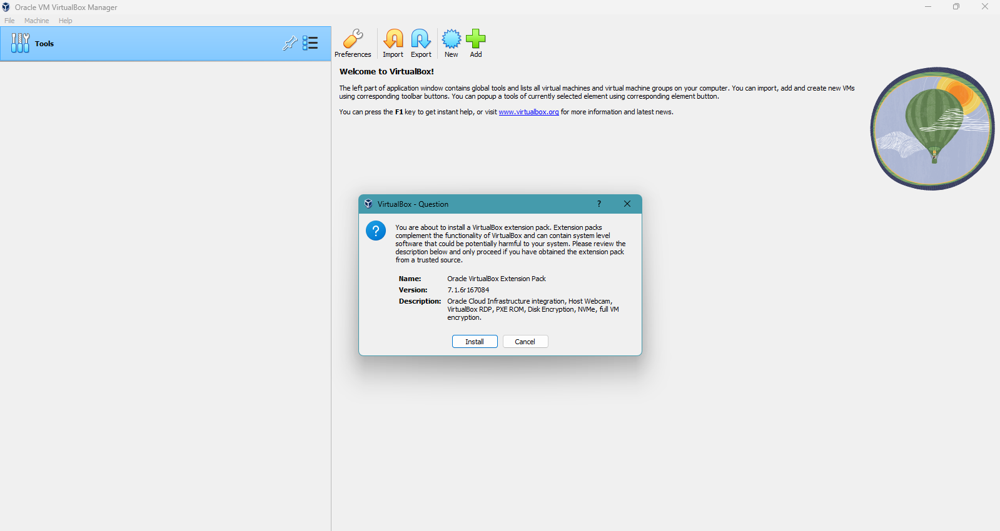 Oracle VM VirtualBox Manager
File Machine Help
Tools
Preferences Import Export New Add
Welcome to VirtualBox!
The left part of application window contains global tools and lists all virtual machines and virtual machine groups on your computer. You can import, add and create new VMs
using corresponding toolbar buttons. You can popup a tools of currently selected element using corresponding element button.
You can press the F1 key to get instant help, or visit www.virtualbox.org for more information and latest news.
VirtualBox - Question ?
?
You are about to install a VirtualBox extension pack. Extension packs
complement the functionality of VirtualBox and can contain system level
software that could be potentially harmful to your system. Please review the
description below and only proceed if you have obtained the extension pack
from a trusted source.
Name: Oracle VirtualBox Extension Pack
Version: 7.1.6r167084
Description: Oracle Cloud Infrastructure integration, Host Webcam,
VirtualBox RDP, PXE ROM, Disk Encryption, NVMe, full VM
encryption.
Install Cancel